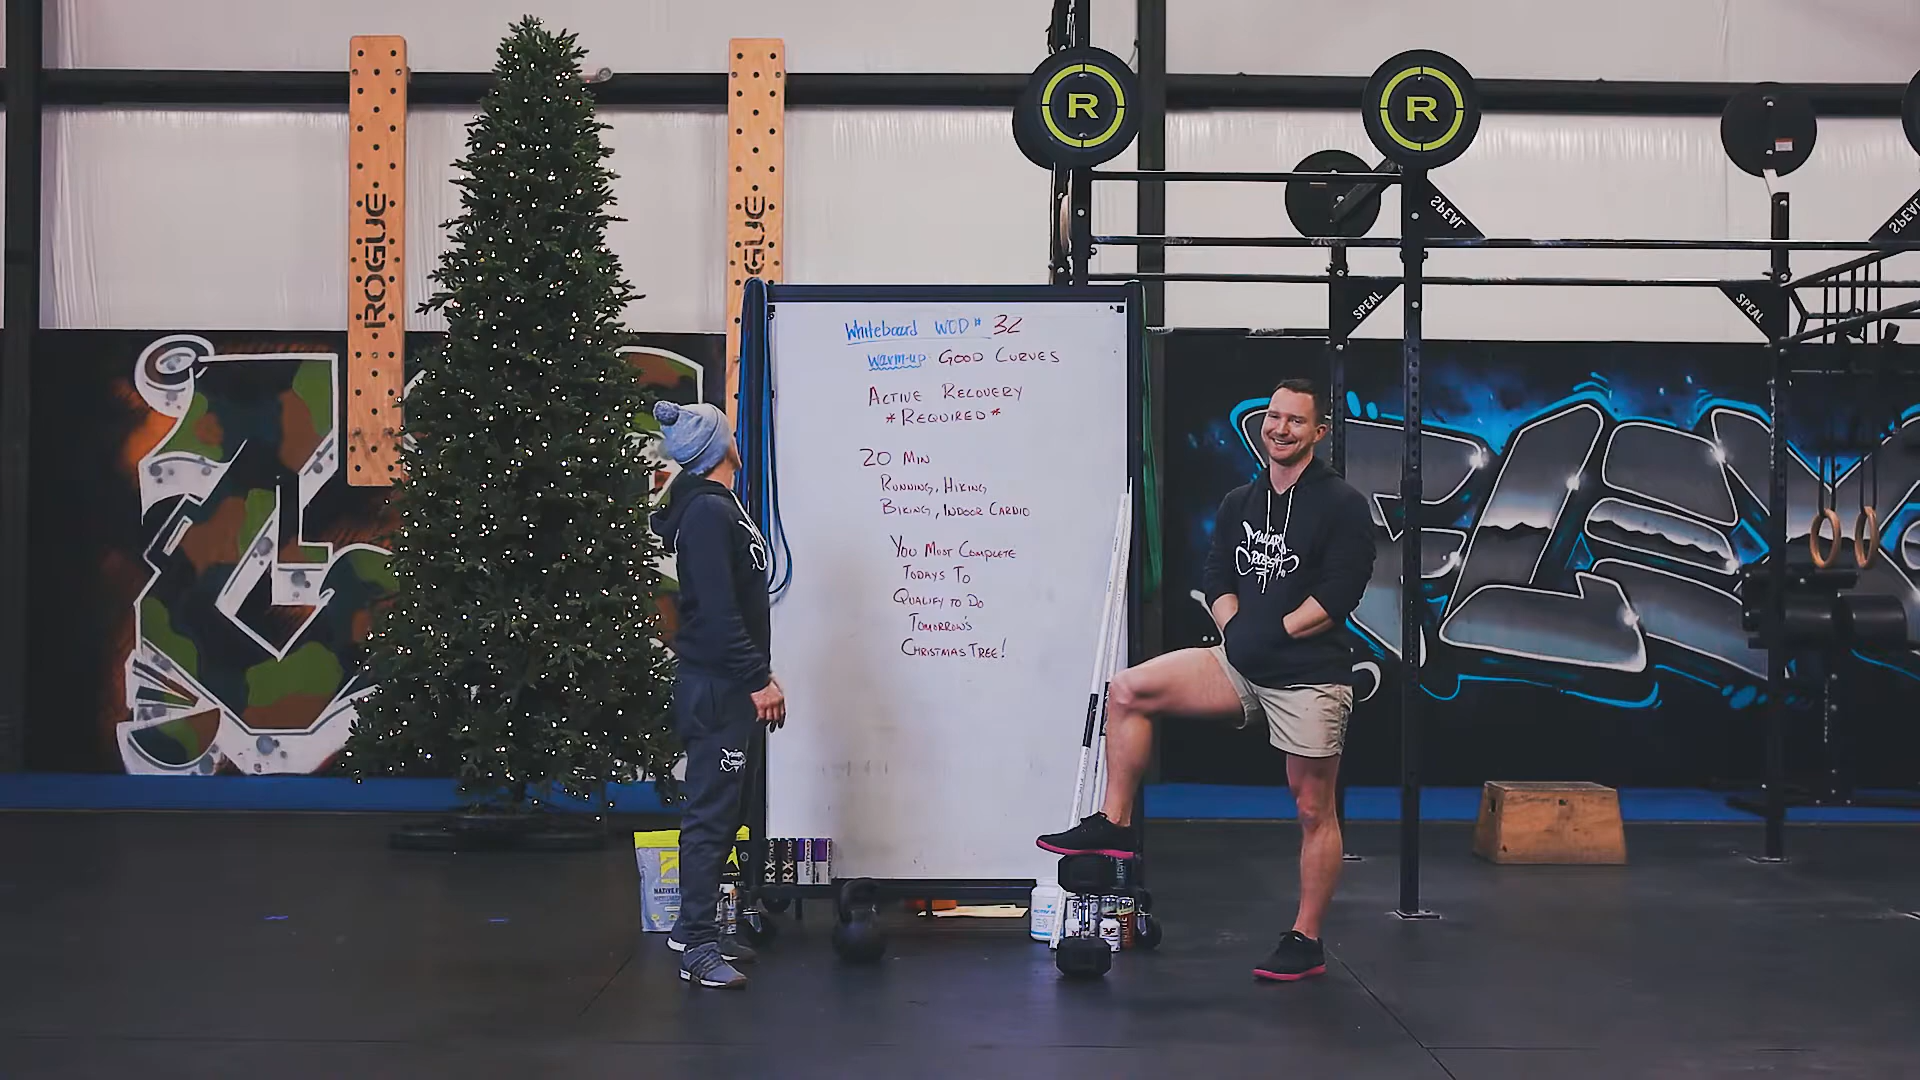 ROGUE
OGUE
R
R
SPEAL
SPEAL
SPEAL
SPEAL
Whiteboard WOD # 32
Warm-up: Good Curves
Active Recovery
*Required*
20 Min
Running, Hiking
Biking, Indoor Cardio
You Must Complete
Todays To
Qualify to Do
Tomorrow's
Christmas Tree!
RX
RX